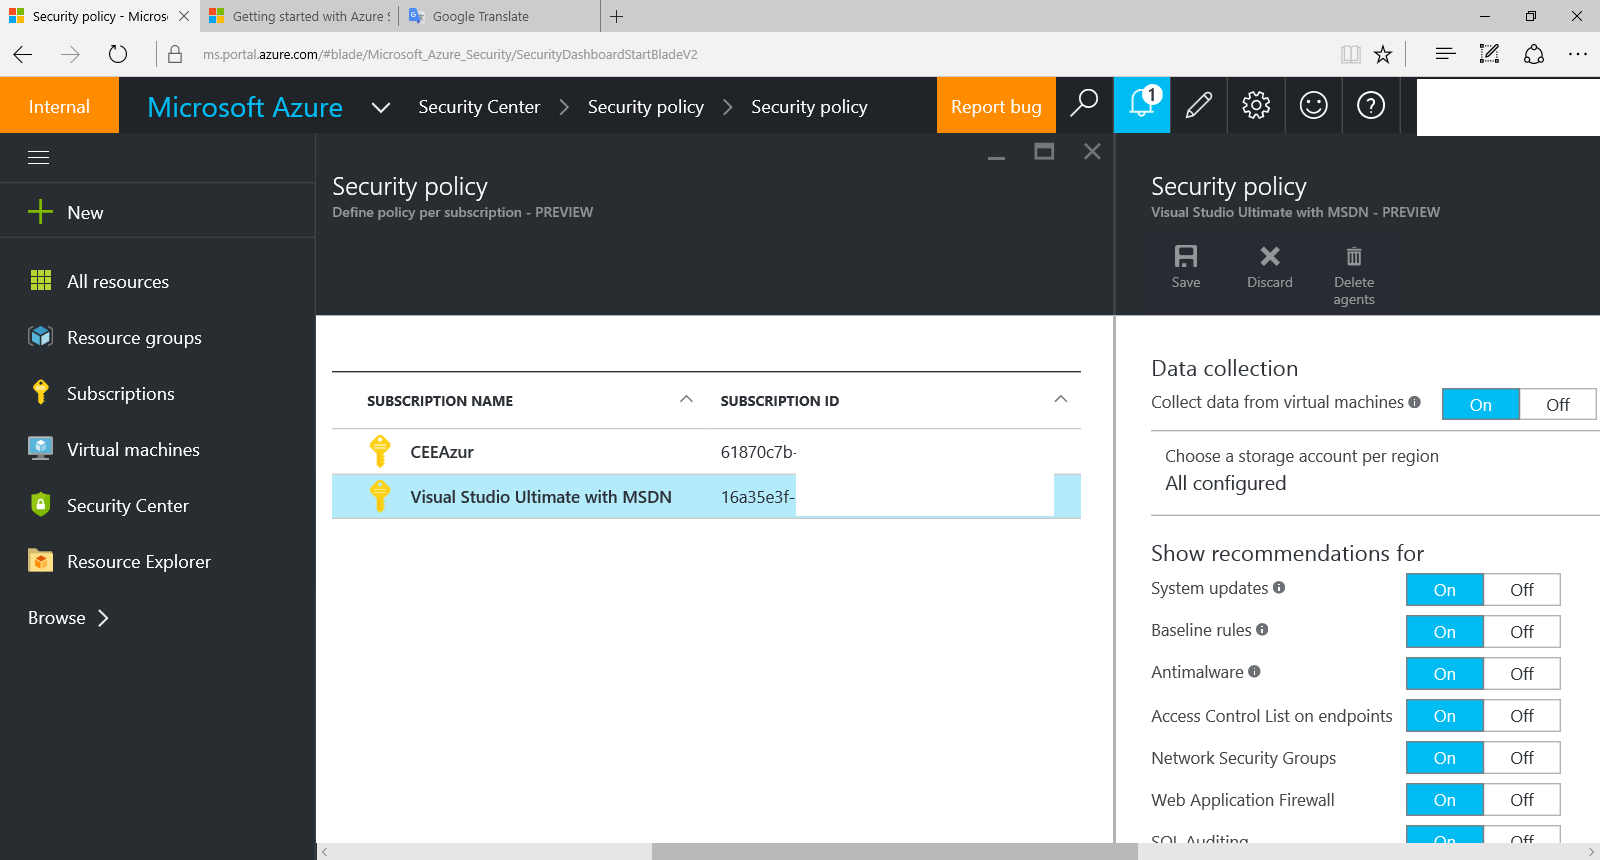 Security policy - Micros
Getting started with Azure S
Google Translate
ms.portal.azure.com/#blade/Microsoft_Azure_Security/SecurityDashboardStartBladeV2
Internal
Microsoft Azure
Security Center
Security policy
Security policy
Report bug
1
New
All resources
Resource groups
Subscriptions
Virtual machines
Security Center
Resource Explorer
Browse
Security policy
Define policy per subscription - PREVIEW
SUBSCRIPTION NAME
SUBSCRIPTION ID
CEEAzur
61870c7b-
Visual Studio Ultimate with MSDN
16a35e3f-
Security policy
Visual Studio Ultimate with MSDN - PREVIEW
Save
Discard
Delete
agents
Data collection
Collect data from virtual machines
On
Off
Choose a storage account per region
All configured
Show recommendations for
System updates
On
Off
Baseline rules
On
Off
Antimalware
On
Off
Access Control List on endpoints
On
Off
Network Security Groups
On
Off
Web Application Firewall
On
Off
SQL Auditing
On
Off